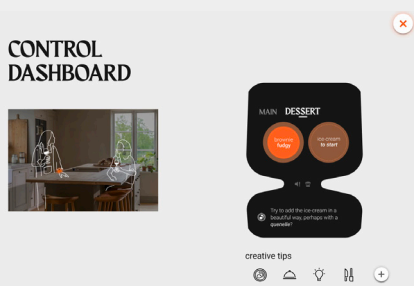 CONTROL
DASHBOARD
MAIN DESSERT
brownie
fudgy
ice-cream
to start
Try to add the ice-cream in a
beautiful way, perhaps with a
quenelle!
creative tips